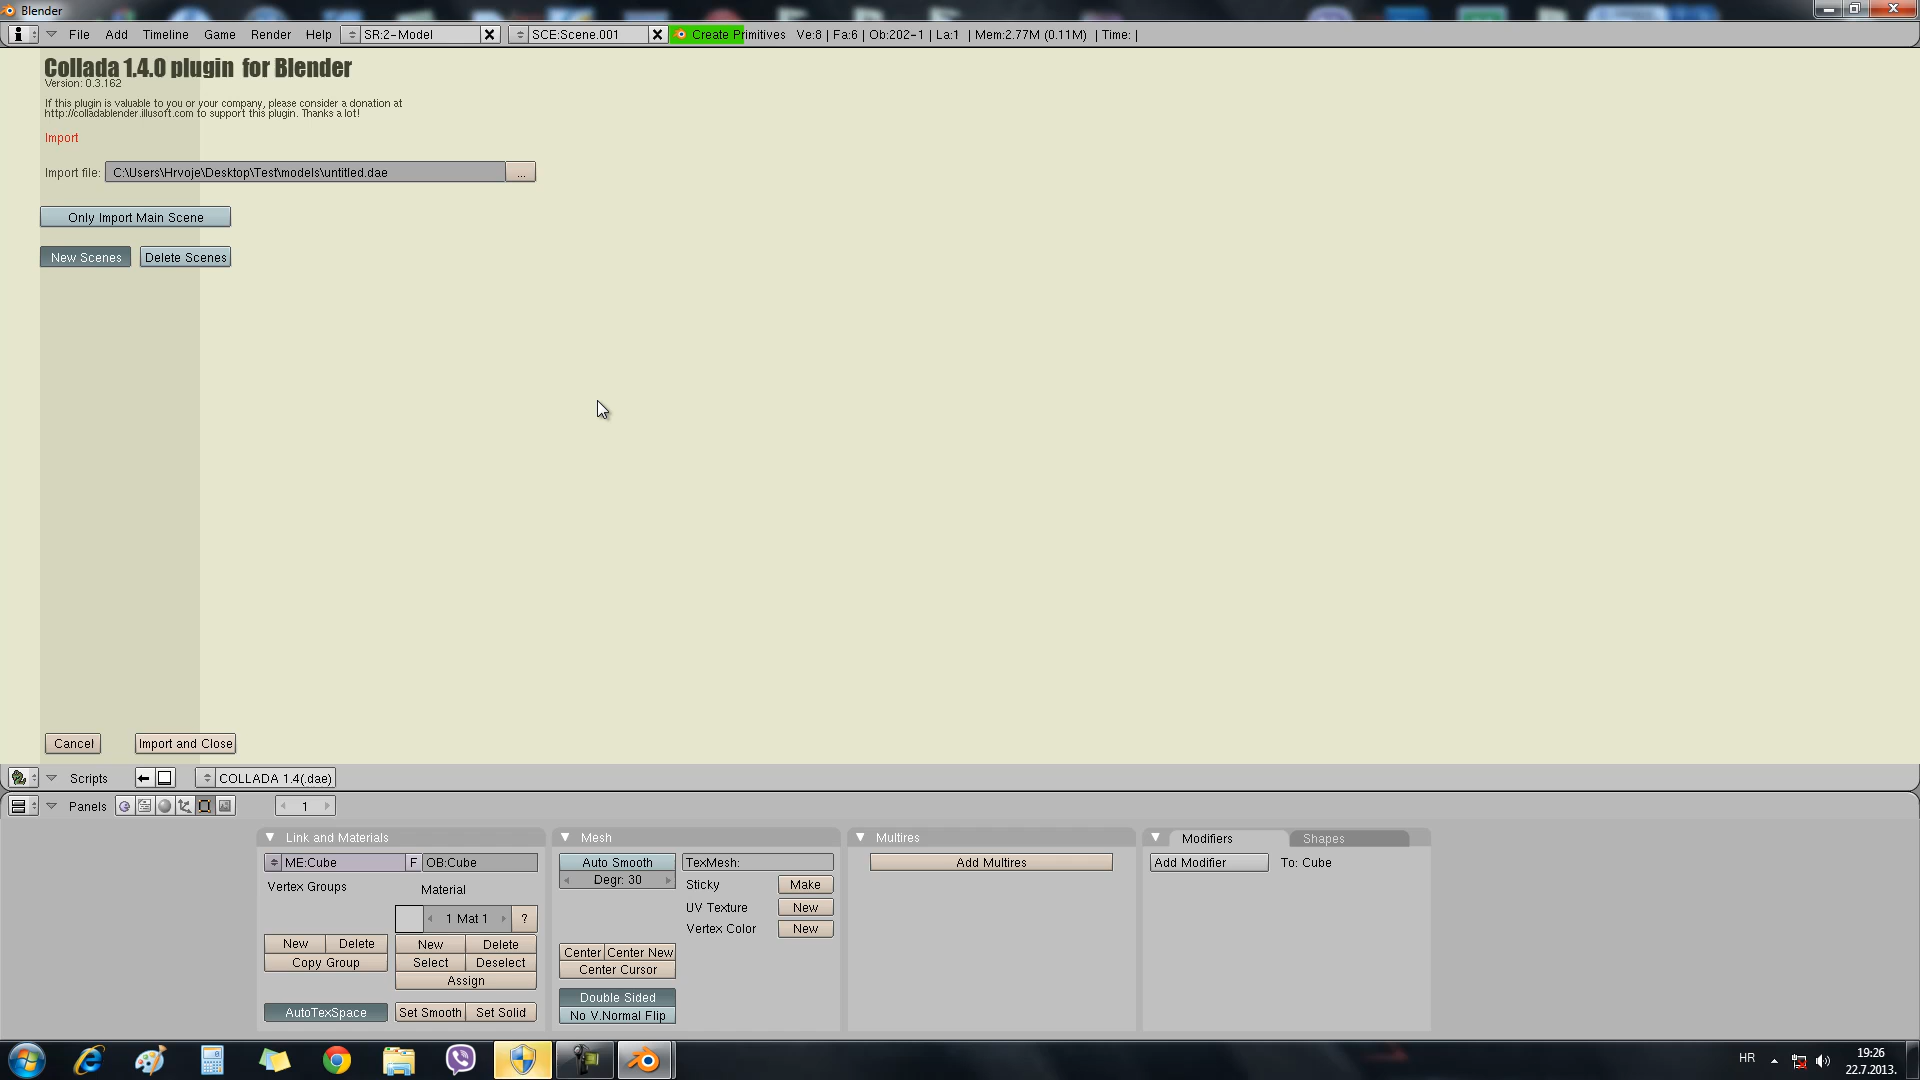 Blender
File Add Timeline Game Render Help SR:2-Model SCE:Scene.001 Create Primitives Ve:8 | Fa:6 | Ob:202-1 | La:1 | Mem:2.77M (0.11M) | Time: |
Collada 1.4.0 plugin for Blender
Version: 0.3.162
If this plugin is valuable to you or your company, please consider a donation at
http://colladablender.illusoft.com to support this plugin. Thanks a lot!
Import
Import file: C:\Users\Hrvoje\Desktop\Test\models\untitled.dae ...
Only Import Main Scene
New Scenes Delete Scenes
Cancel Import and Close
Scripts COLLADA 1.4(.dae)
Panels 1
Link and Materials Mesh Multires Modifiers Shapes
ME:Cube F OB:Cube Auto Smooth TexMesh: Add Multires Add Modifier To: Cube
Degr: 30
Vertex Groups Material Sticky Make
1 Mat 1 ? UV Texture New
Vertex Color New
New Delete New Delete
Center Center New
Copy Group Select Deselect Center Cursor
Assign
Double Sided
AutoTexSpace Set Smooth Set Solid No V.Normal Flip
HR 19:26
22.7.2013.